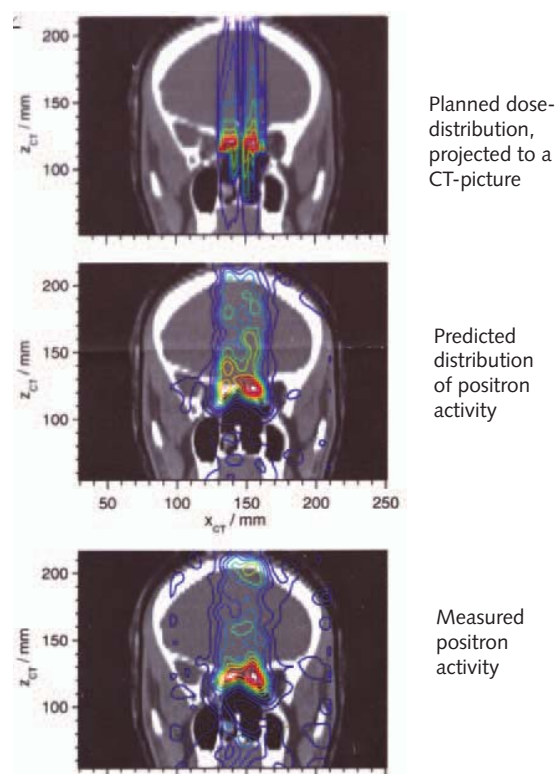 200
150
100
z_CT / mm
Planned dose-
distribution,
projected to a
CT-picture
200
150
100
z_CT / mm
Predicted
distribution
of positron
activity
50 100 150 200 250
x_CT / mm
200
150
100
z_CT / mm
Measured
positron
activity